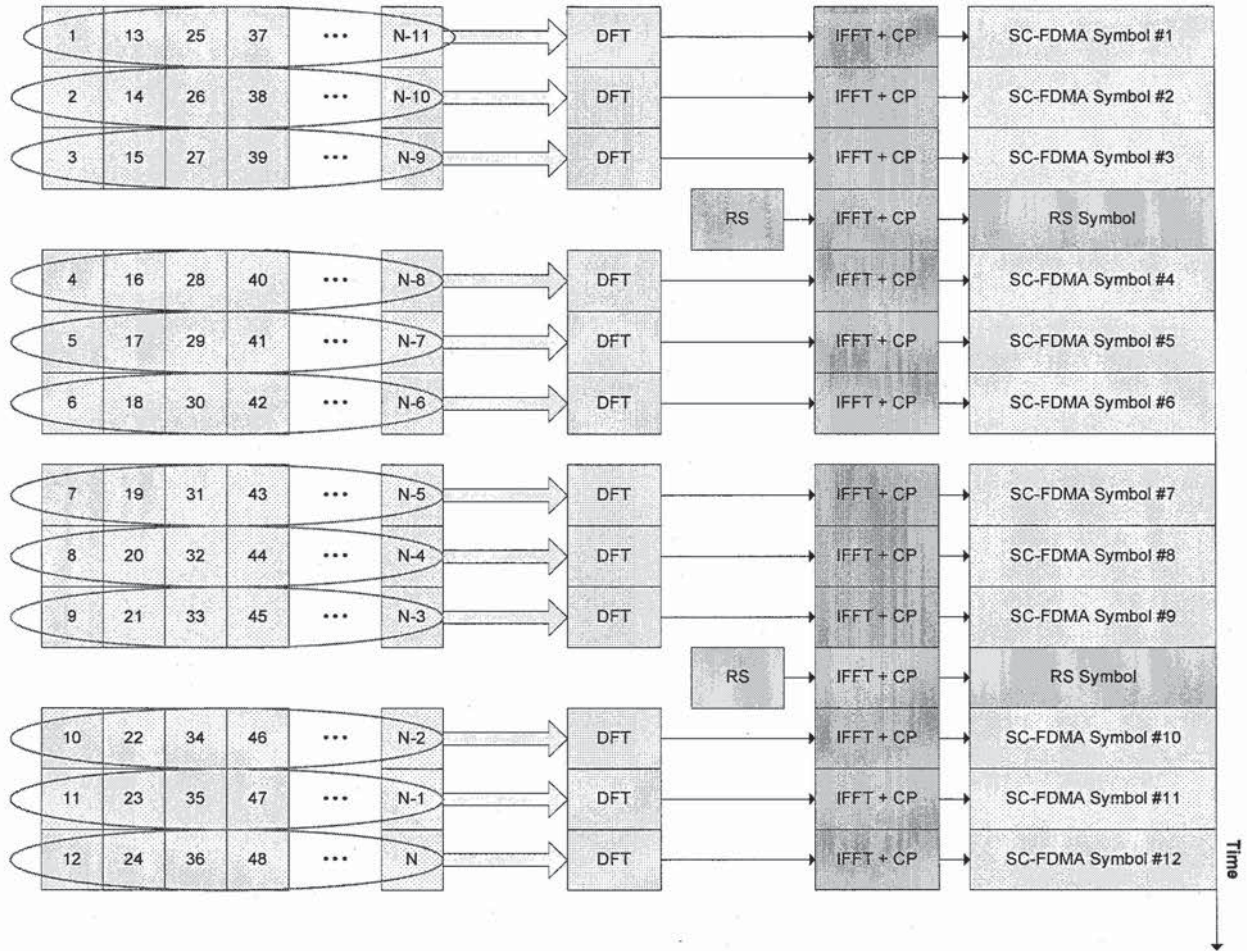 1 13 25 37 ••• N-11 DFT IFFT + CP SC-FDMA Symbol #1
2 14 26 38 ••• N-10 DFT IFFT + CP SC-FDMA Symbol #2
3 15 27 39 ••• N-9 DFT IFFT + CP SC-FDMA Symbol #3
RS IFFT + CP RS Symbol
4 16 28 40 ••• N-8 DFT IFFT + CP SC-FDMA Symbol #4
5 17 29 41 ••• N-7 DFT IFFT + CP SC-FDMA Symbol #5
6 18 30 42 ••• N-6 DFT IFFT + CP SC-FDMA Symbol #6
7 19 31 43 ••• N-5 DFT IFFT + CP SC-FDMA Symbol #7
8 20 32 44 ••• N-4 DFT IFFT + CP SC-FDMA Symbol #8
9 21 33 45 ••• N-3 DFT IFFT + CP SC-FDMA Symbol #9
RS IFFT + CP RS Symbol
10 22 34 46 ••• N-2 DFT IFFT + CP SC-FDMA Symbol #10
11 23 35 47 ••• N-1 DFT IFFT + CP SC-FDMA Symbol #11
12 24 36 48 ••• N DFT IFFT + CP SC-FDMA Symbol #12
Time